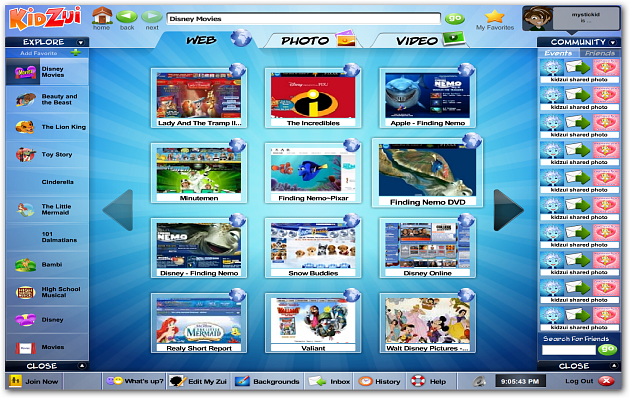 KidZui
home
back
next
Disney Movies
go
My Favorites
mystickid
is ...
EXPLORE
WEB
PHOTO
VIDEO
COMMUNITY
Add Favorite
Events
Friends
Disney Movies
Beauty and the Beast
The Lion King
Toy Story
Cinderella
The Little Mermaid
101 Dalmatians
Bambi
High School Musical
Disney
Movies
CLOSE
Lady And The Tramp II...
The Incredibles
Apple - Finding Nemo
Minutemen
Finding Nemo-Pixar
Finding Nemo DVD
Disney - Finding Nemo
Snow Buddies
Disney Online
Realy Short Report
Valiant
Walt Disney Pictures -...
kidzui shared photo
kidzui shared photo
kidzui shared photo
kidzui shared photo
kidzui shared photo
kidzui shared photo
kidzui shared photo
kidzui shared photo
kidzui shared photo
kidzui shared photo
Search For Friends
go
CLOSE
Join Now
What's up?
Edit My Zui
Backgrounds
Inbox
History
Help
9:05:43 PM
Log Out